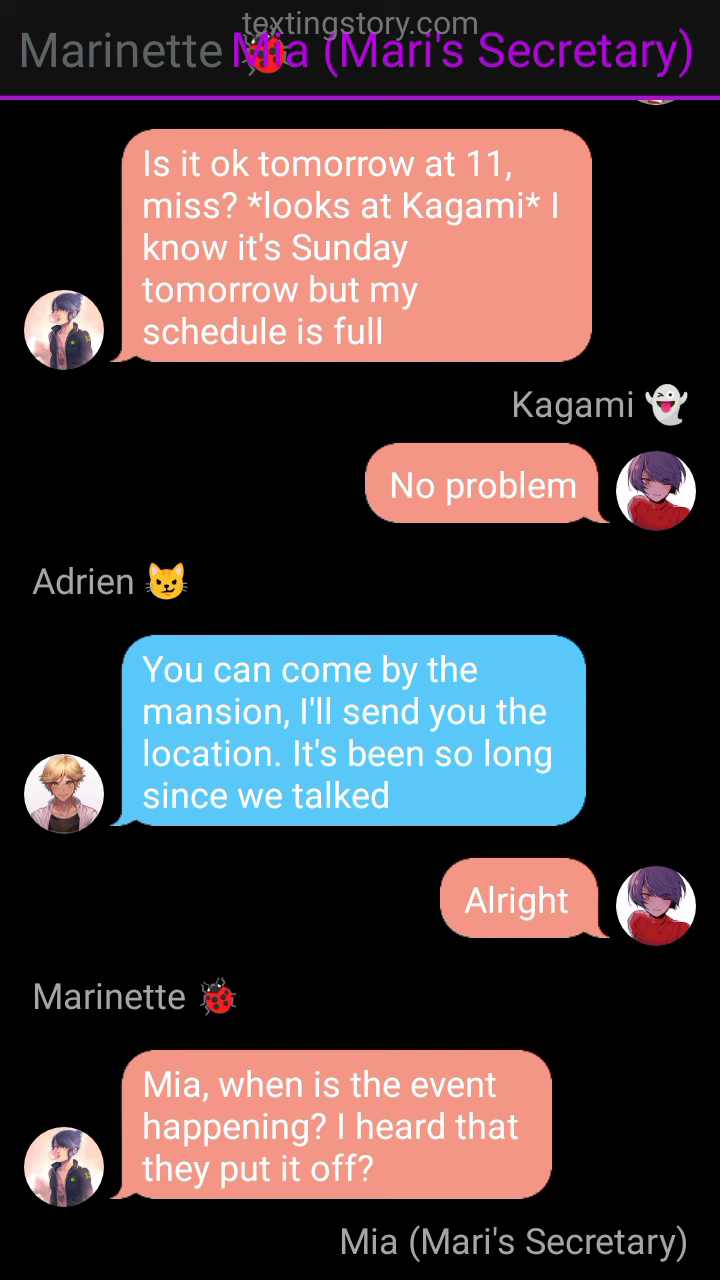 textingstory.com
Marinette 🐞 Mia (Mari's Secretary)
Is it ok tomorrow at 11,
miss? *looks at Kagami* I
know it's Sunday
tomorrow but my
schedule is full
Kagami 👻
No problem
Adrien 😼
You can come by the
mansion, I'll send you the
location. It's been so long
since we talked
Alright
Marinette 🐞
Mia, when is the event
happening? I heard that
they put it off?
Mia (Mari's Secretary)